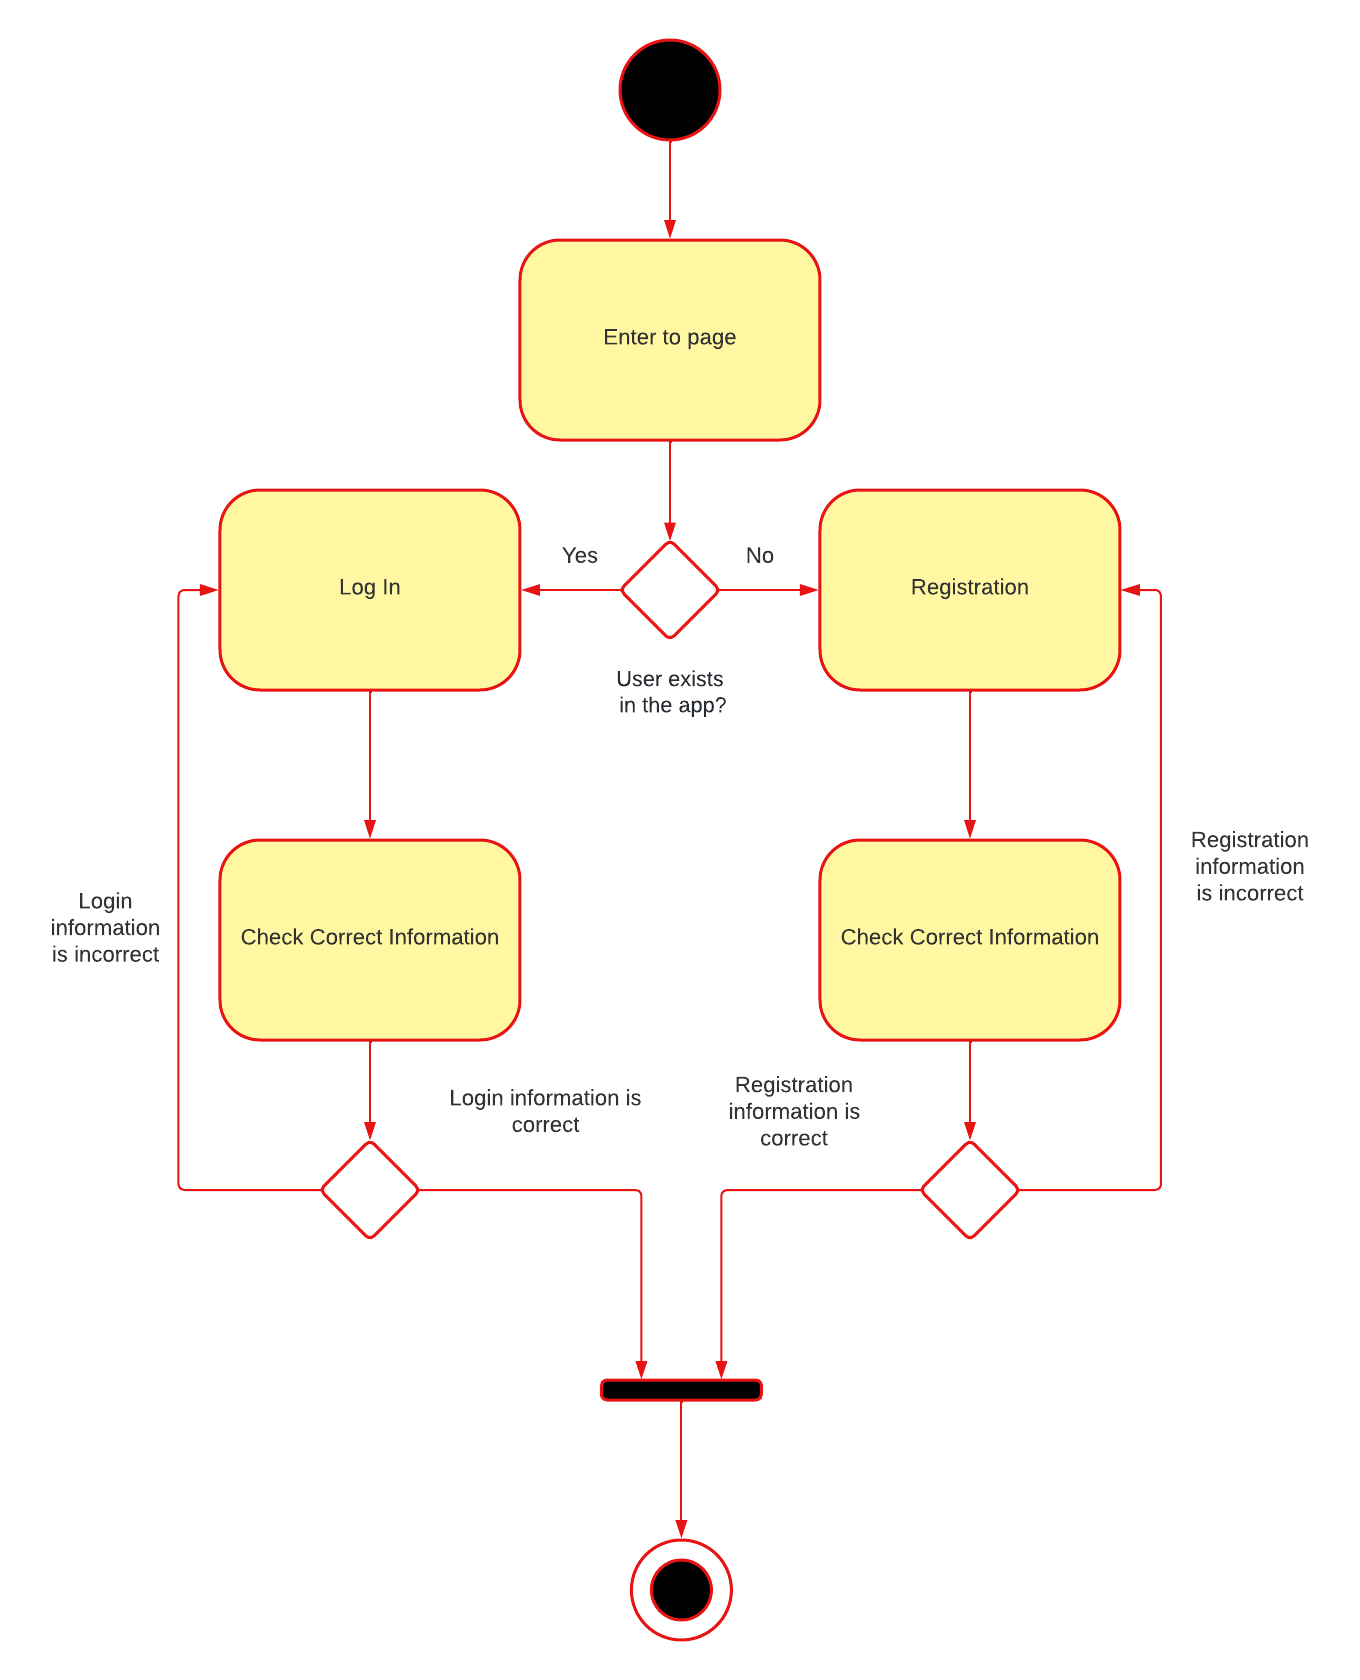 Enter to page
Yes
No
Log In
Registration
User exists
in the app?
Registration
information
is incorrect
Login
information
is incorrect
Check Correct Information
Check Correct Information
Login information is
correct
Registration
information is
correct